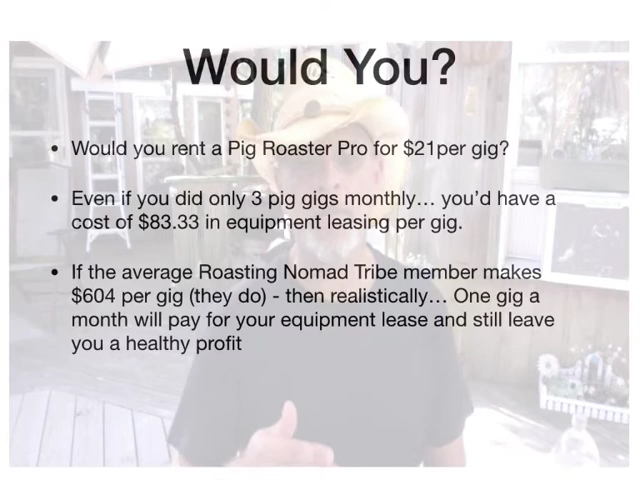 Would You?
• Would you rent a Pig Roaster Pro for $21per gig?
• Even if you did only 3 pig gigs monthly… you’d have a
cost of $83.33 in equipment leasing per gig.
• If the average Roasting Nomad Tribe member makes
$604 per gig (they do) - then realistically… One gig a
month will pay for your equipment lease and still leave
you a healthy profit